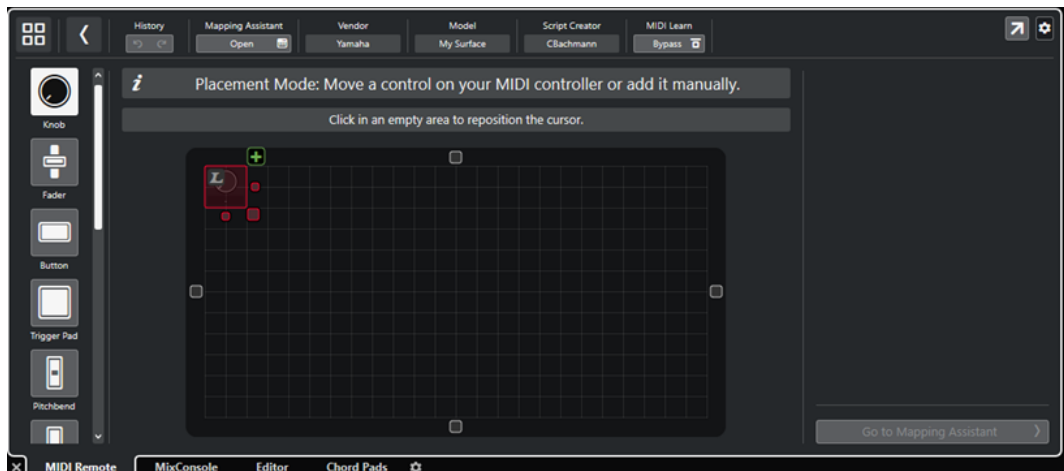 History
Mapping Assistant
Open
Vendor
Yamaha
Model
My Surface
Script Creator
CBachmann
MIDI Learn
Bypass
i Placement Mode: Move a control on your MIDI controller or add it manually.
Click in an empty area to reposition the cursor.
Knob
Fader
Button
Trigger Pad
Pitchbend
L
Go to Mapping Assistant
MIDI Remote MixConsole Editor Chord Pads